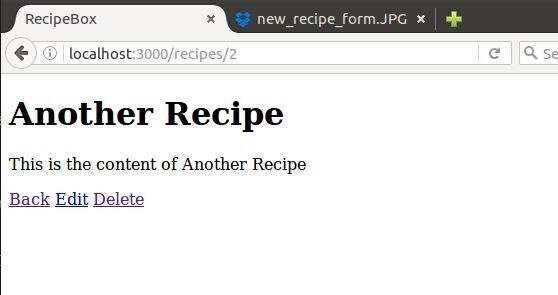 RecipeBox
new_recipe_form.JPG
localhost:3000/recipes/2
Se
Another Recipe
This is the content of Another Recipe
Back Edit Delete